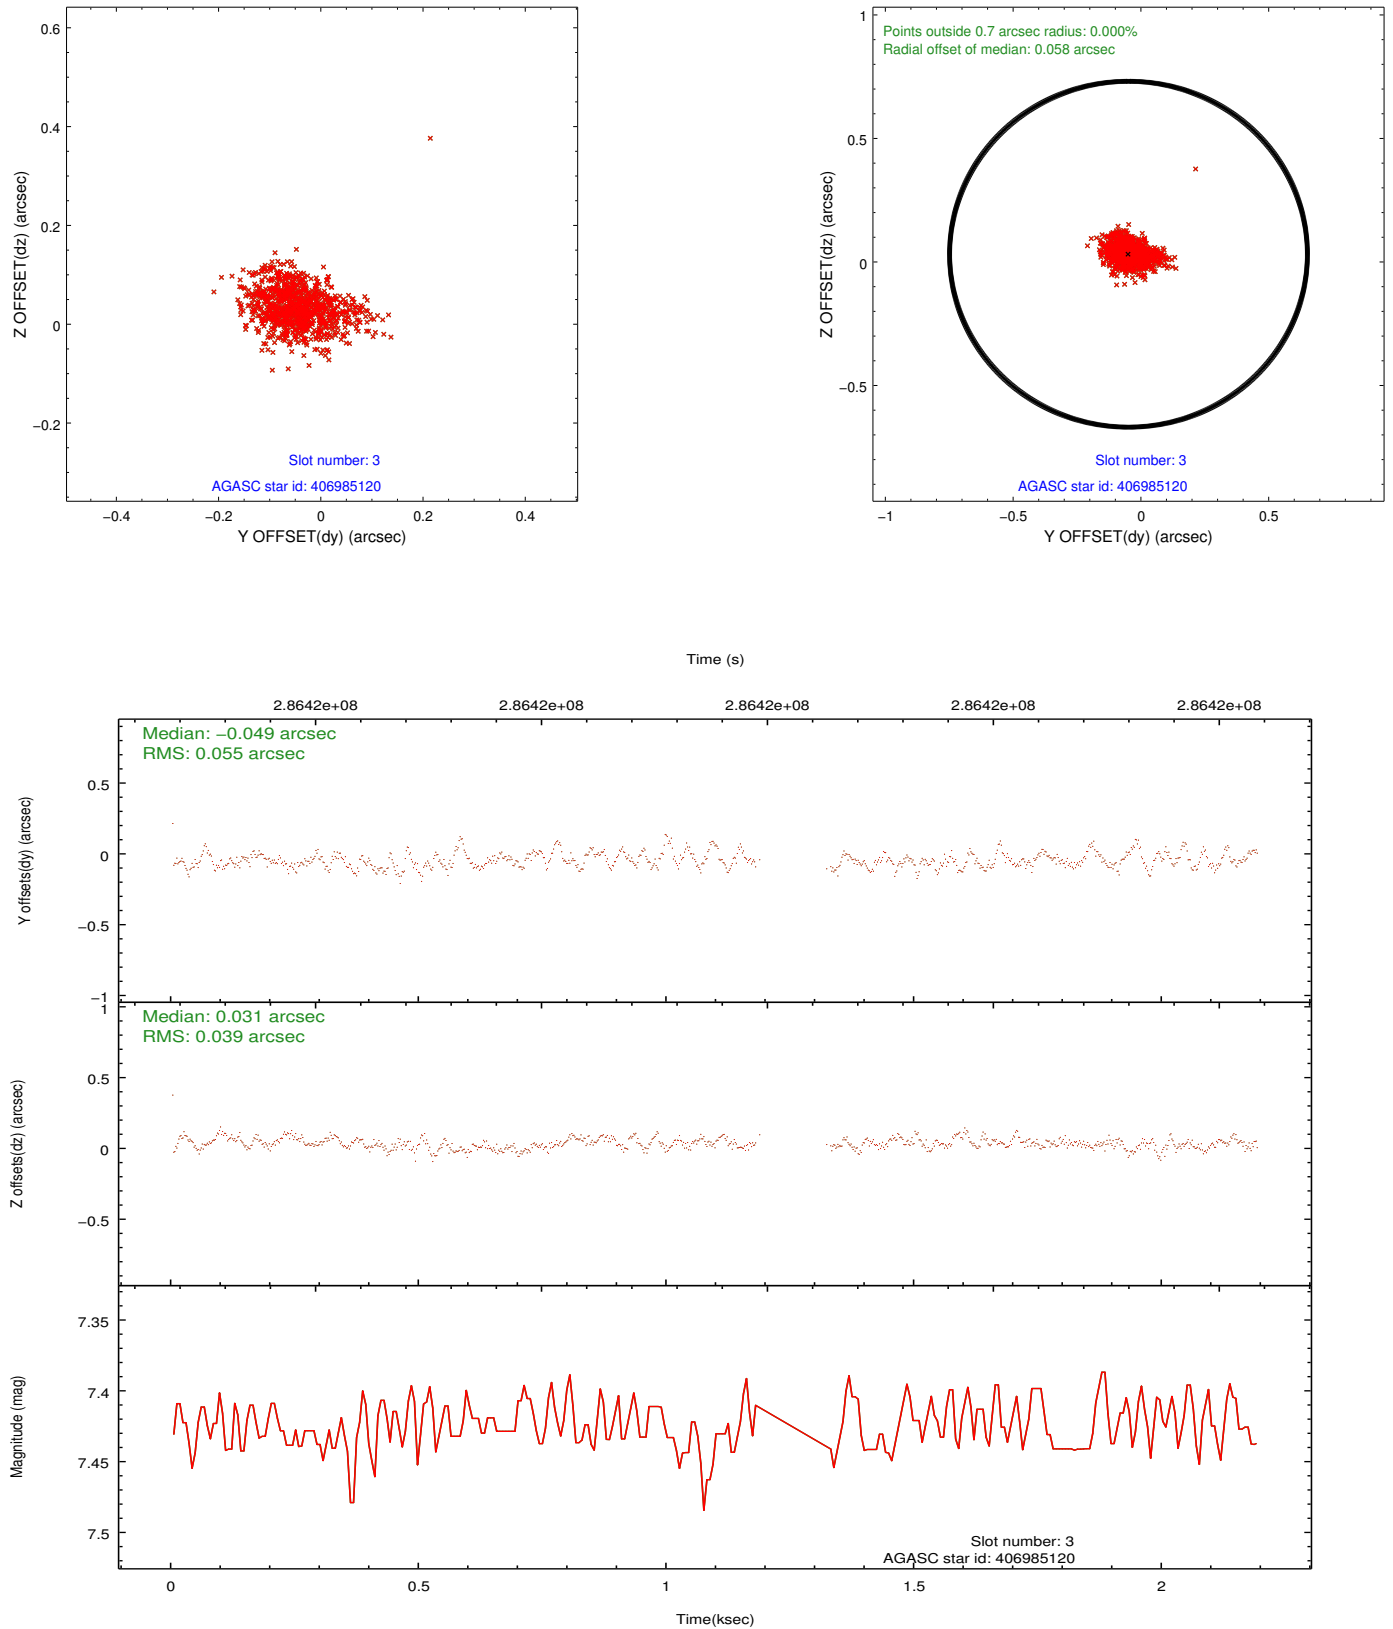 0.6
0.4
0.2
0
−0.2
Z OFFSET(dz) (arcsec)
Slot number: 3
AGASC star id: 406985120
−0.4
−0.2
0
0.2
0.4
Y OFFSET(dy) (arcsec)
Points outside 0.7 arcsec radius: 0.000%
Radial offset of median: 0.058 arcsec
1
0.5
0
−0.5
Z OFFSET(dz) (arcsec)
Slot number: 3
AGASC star id: 406985120
−1
−0.5
0
0.5
Y OFFSET(dy) (arcsec)
Time (s)
2.8642e+08
2.8642e+08
2.8642e+08
2.8642e+08
2.8642e+08
Median: −0.049 arcsec
RMS: 0.055 arcsec
0.5
0
−0.5
−1
Y offsets(dy) (arcsec)
Median: 0.031 arcsec
RMS: 0.039 arcsec
1
0.5
0
−0.5
Z offsets(dz) (arcsec)
7.35
7.4
7.45
7.5
Magnitude (mag)
Slot number: 3
AGASC star id: 406985120
0
0.5
1
1.5
2
Time(ksec)